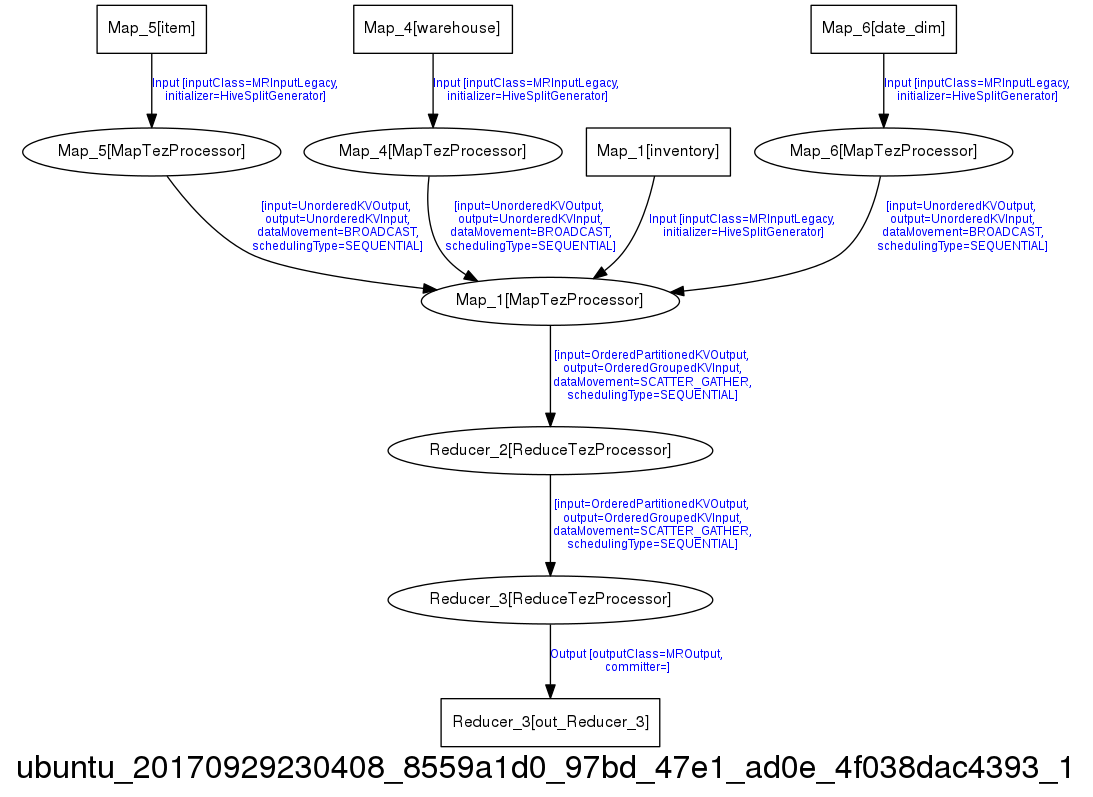 Map_5[item]
Map_4[warehouse]
Map_6[date_dim]
Input [inputClass=MRInputLegacy,
initializer=HiveSplitGenerator]
Input [inputClass=MRInputLegacy,
initializer=HiveSplitGenerator]
Input [inputClass=MRInputLegacy,
initializer=HiveSplitGenerator]
Map_5[MapTezProcessor]
Map_4[MapTezProcessor]
Map_1[inventory]
Map_6[MapTezProcessor]
[input=UnorderedKVOutput,
output=UnorderedKVInput,
dataMovement=BROADCAST,
schedulingType=SEQUENTIAL]
[input=UnorderedKVOutput,
output=UnorderedKVInput,
dataMovement=BROADCAST,
schedulingType=SEQUENTIAL]
Input [inputClass=MRInputLegacy,
initializer=HiveSplitGenerator]
[input=UnorderedKVOutput,
output=UnorderedKVInput,
dataMovement=BROADCAST,
schedulingType=SEQUENTIAL]
Map_1[MapTezProcessor]
[input=OrderedPartitionedKVOutput,
output=OrderedGroupedKVInput,
dataMovement=SCATTER_GATHER,
schedulingType=SEQUENTIAL]
Reducer_2[ReduceTezProcessor]
[input=OrderedPartitionedKVOutput,
output=OrderedGroupedKVInput,
dataMovement=SCATTER_GATHER,
schedulingType=SEQUENTIAL]
Reducer_3[ReduceTezProcessor]
Output [outputClass=MROutput,
committer=]
Reducer_3[out_Reducer_3]
ubuntu_20170929230408_8559a1d0_97bd_47e1_ad0e_4f038dac4393_1